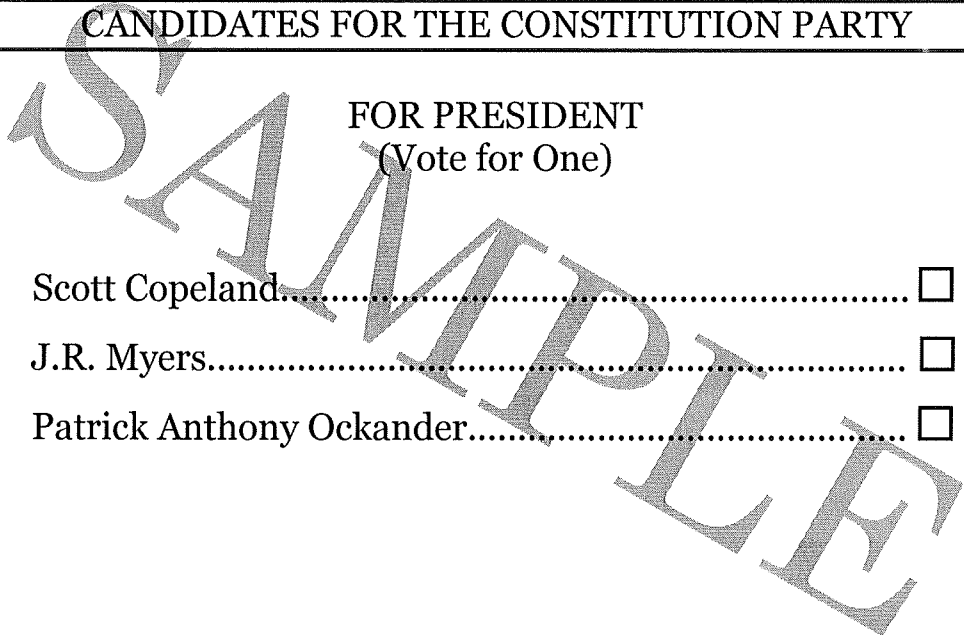 CANDIDATES FOR THE CONSTITUTION PARTY
FOR PRESIDENT
(Vote for One)
Scott Copeland
J.R. Myers
Patrick Anthony Ockander
SAMPLE